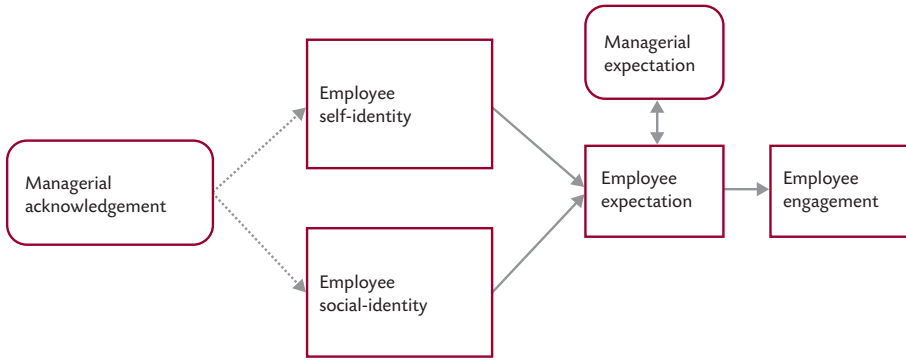 Managerial
acknowledgement
Employee
self-identity
Employee
social-identity
Managerial
expectation
Employee
expectation
Employee
engagement